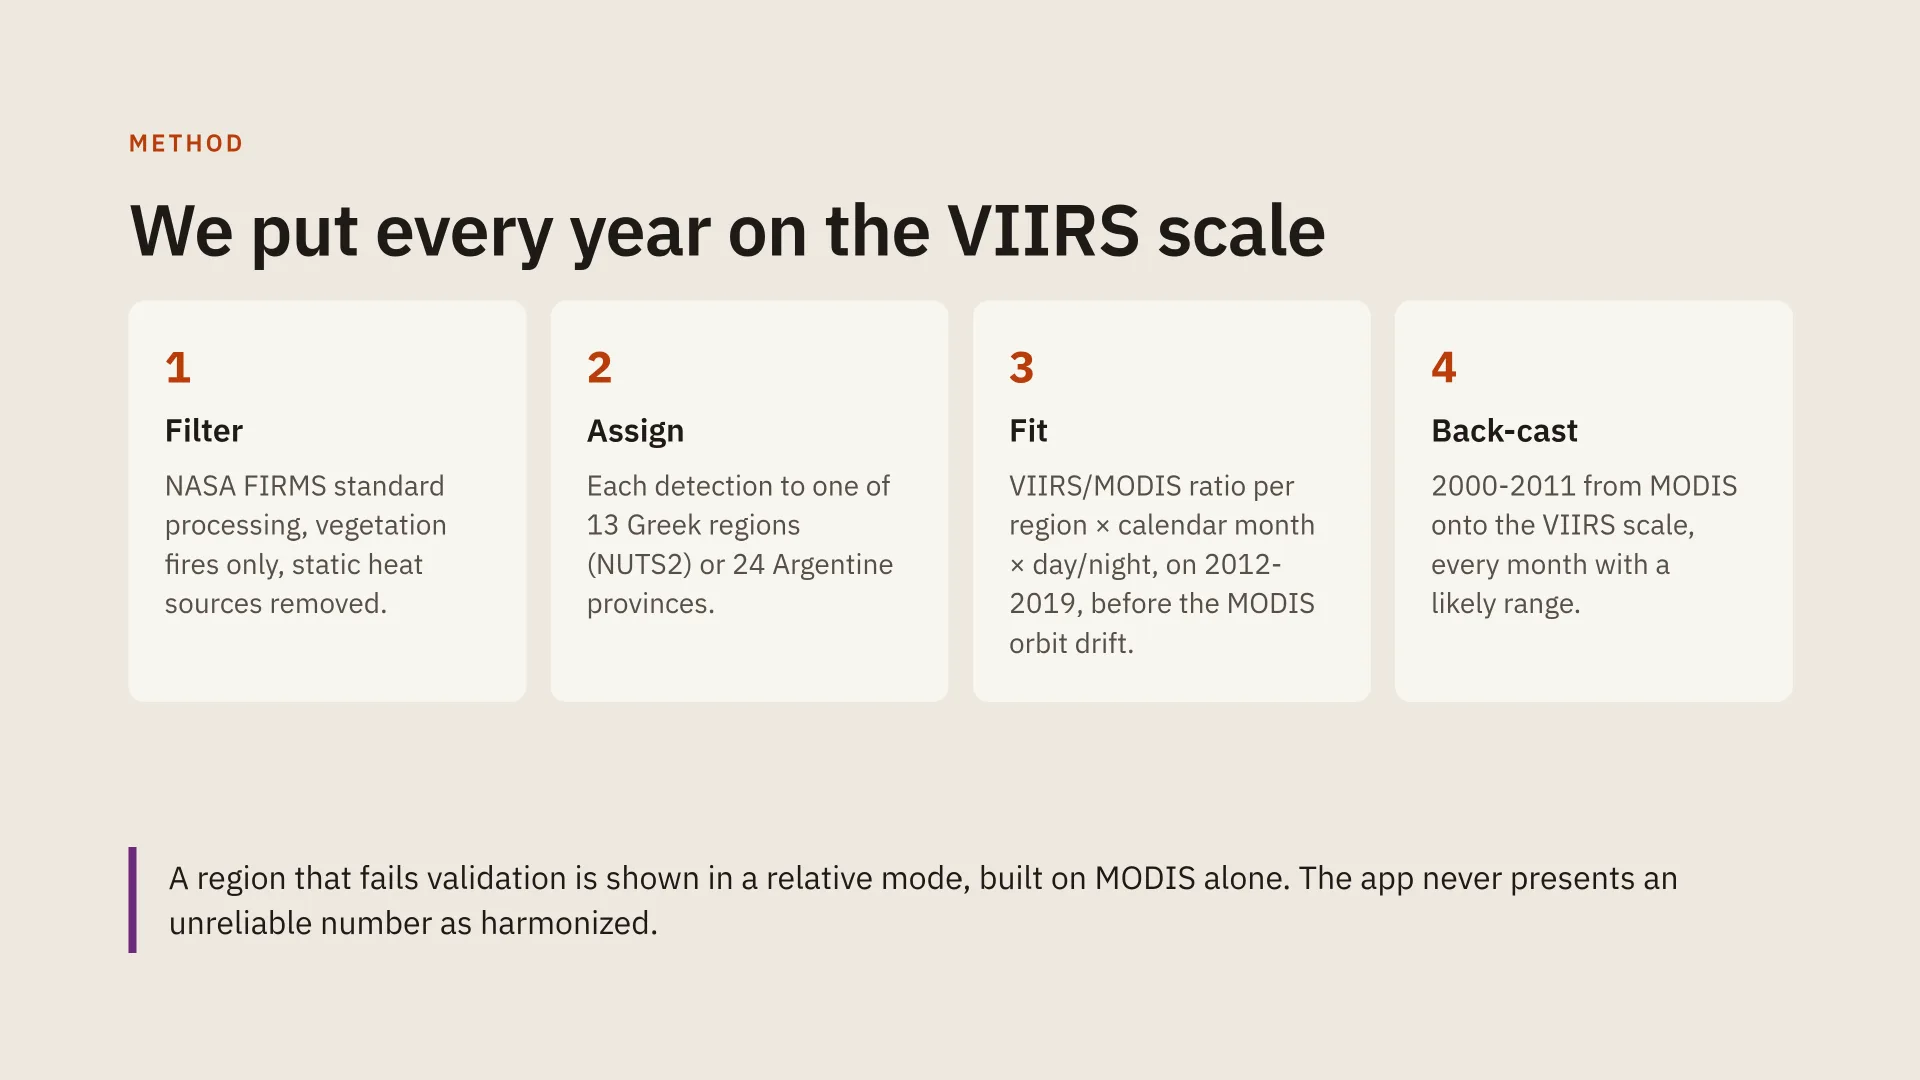 METHOD
We put every year on the VIIRS scale
1
Filter
NASA FIRMS standard
processing, vegetation
fires only, static heat
sources removed.
2
Assign
Each detection to one of
13 Greek regions
(NUTS2) or 24 Argentine
provinces.
3
Fit
VIIRS/MODIS ratio per
region × calendar month
× day/night, on 2012-
2019, before the MODIS
orbit drift.
4
Back-cast
2000-2011 from MODIS
onto the VIIRS scale,
every month with a
likely range.
A region that fails validation is shown in a relative mode, built on MODIS alone. The app never presents an
unreliable number as harmonized.